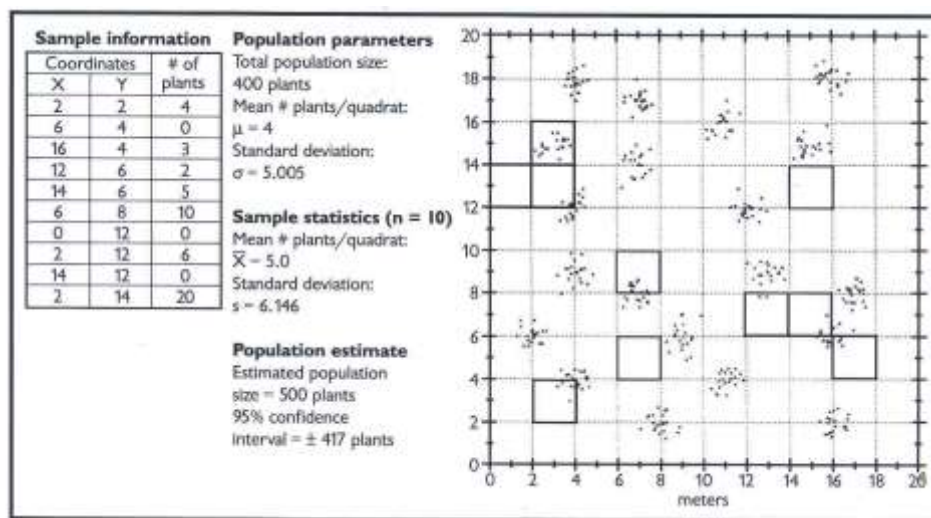 Sample information
Coordinates # of plants
X Y
2 2 4
6 4 0
16 4 3
12 6 2
14 6 5
6 8 10
0 12 0
2 12 6
14 12 0
2 14 20
Population parameters
Total population size:
400 plants
Mean # plants/quadrat:
μ = 4
Standard deviation:
σ = 5.005
Sample statistics (n = 10)
Mean # plants/quadrat:
X̅ = 5.0
Standard deviation:
s = 6.146
Population estimate
Estimated population
size = 500 plants
95% confidence
interval = ± 417 plants
20
18
16
14
12
10
8
6
4
2
0
0 2 4 6 8 10 12 14 16 18 20
meters